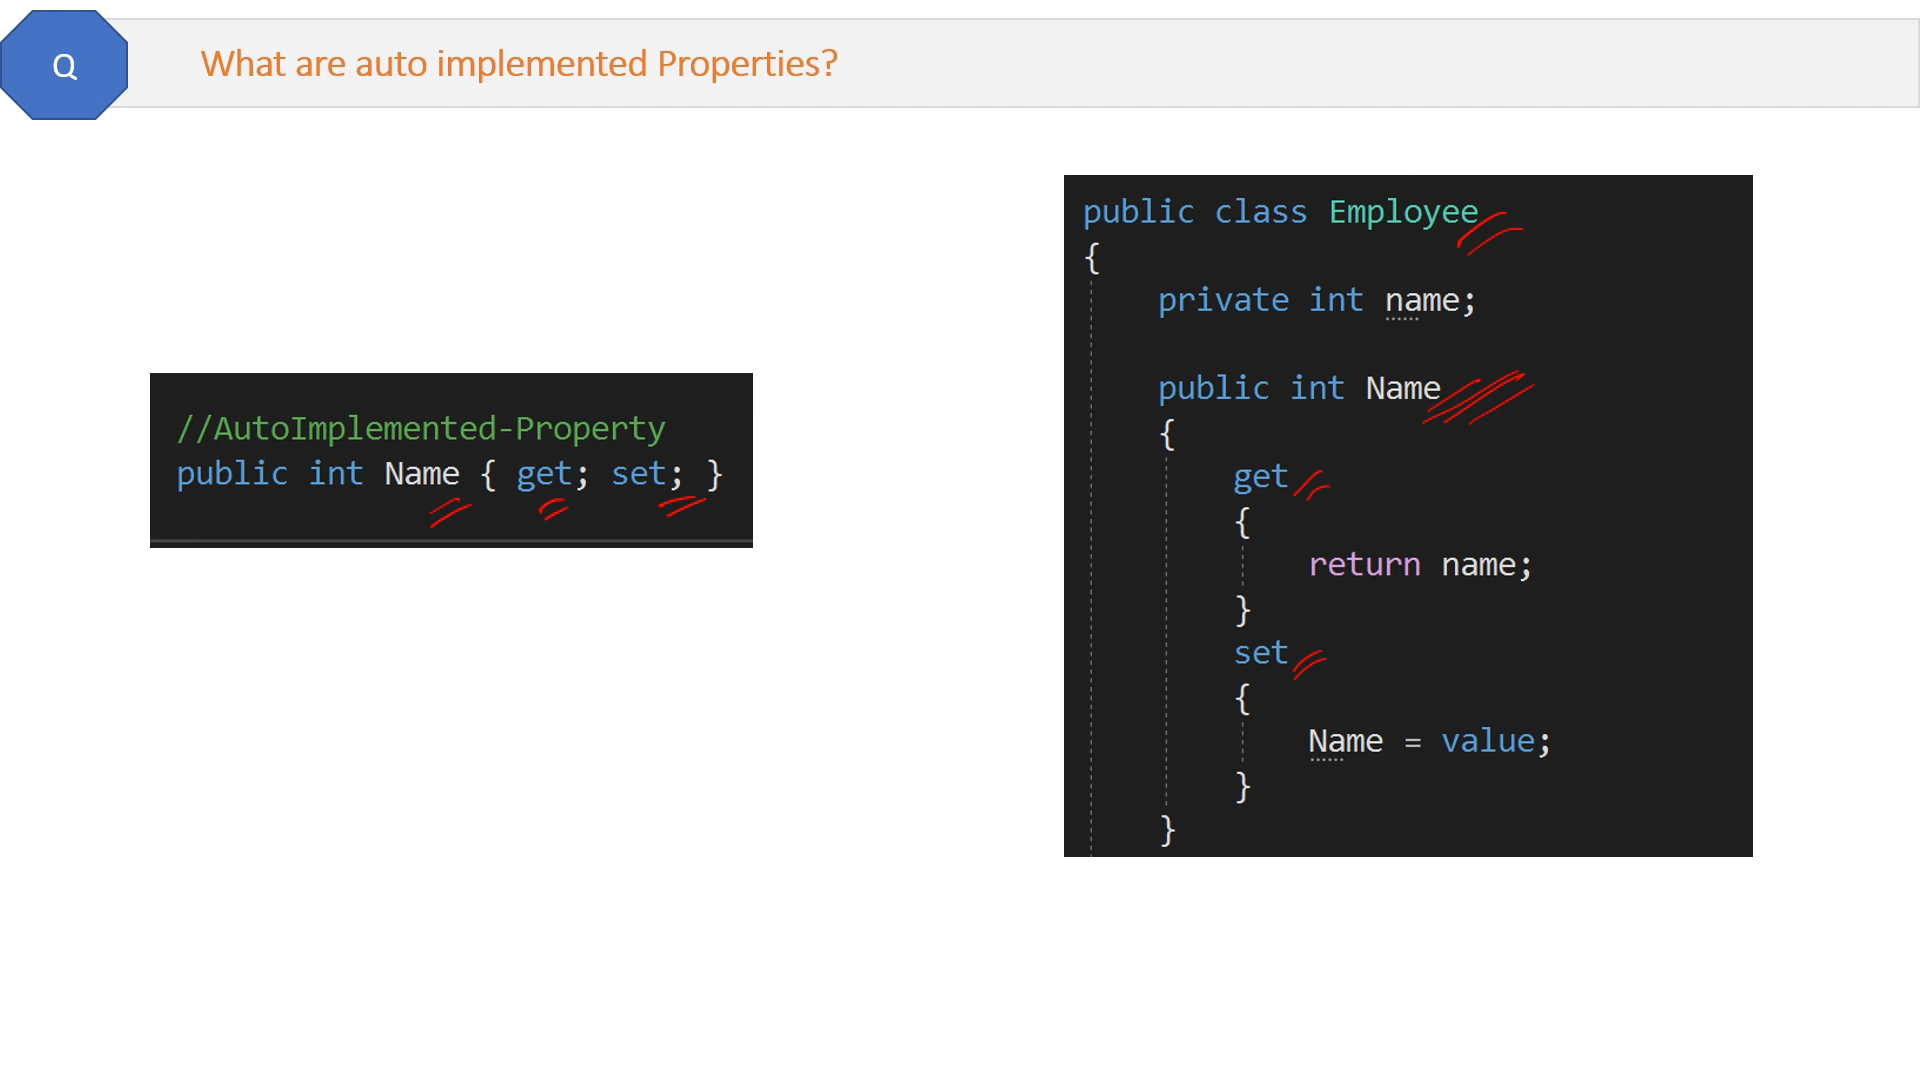 Q
What are auto implemented Properties?
//AutoImplemented-Property
public int Name { get; set; }
public class Employee
{
private int name;
public int Name
{
get
{
return name;
}
set
{
Name = value;
}
}